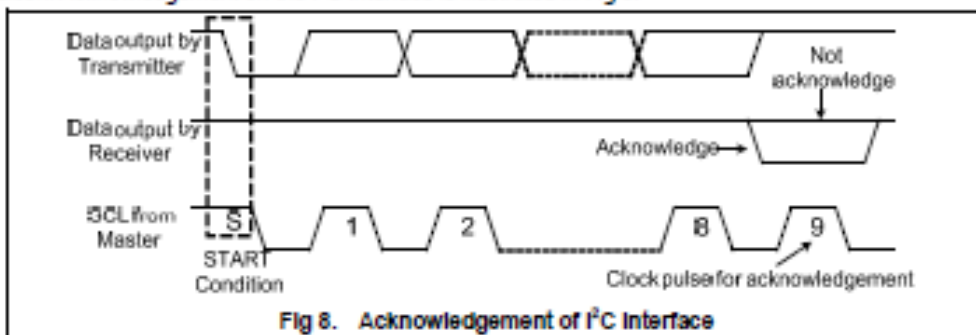 Data output by
Transmitter
Not
acknowledge
Data output by
Receiver
Acknowledge
SCL from
Master
S
1
2
8
9
START
Condition
Clock pulse for acknowledgement
Fig 8. Acknowledgement of I²C Interface